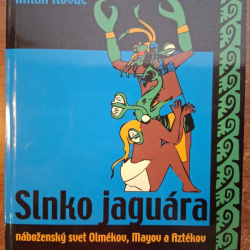 Slnko jaguára
náboženský svet Olmékov, Mayov a Aztékov